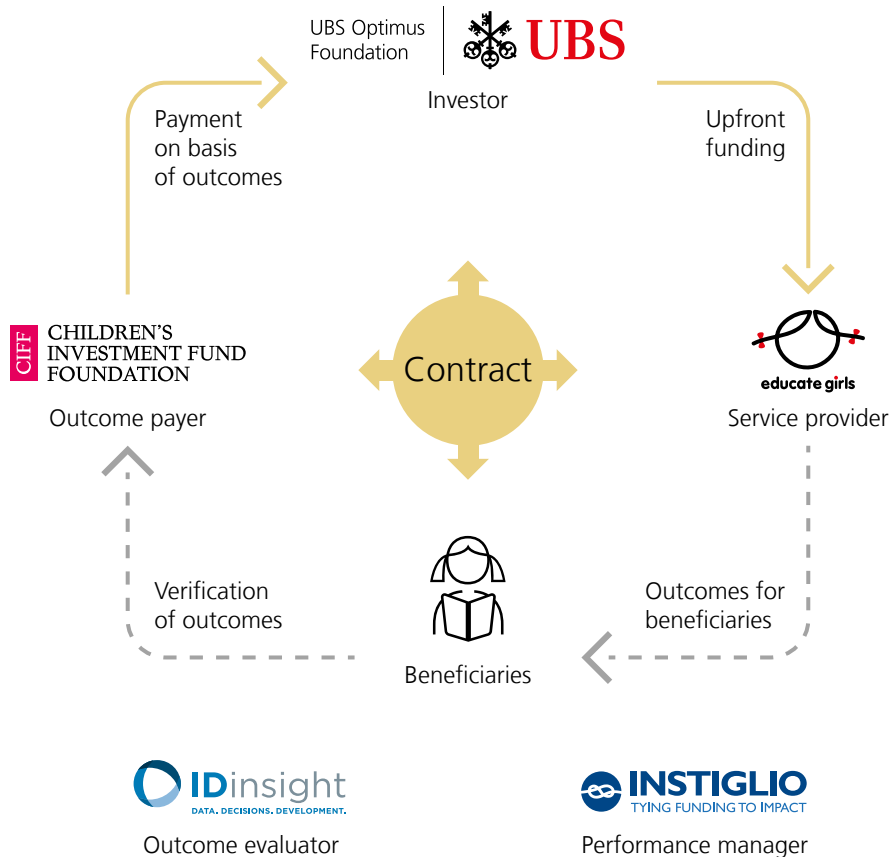 UBS Optimus
Foundation
UBS
Investor
Payment
on basis
of outcomes
Upfront
funding
CIFF
CHILDREN'S
INVESTMENT FUND
FOUNDATION
Outcome payer
Contract
educate girls
Service provider
Verification
of outcomes
Outcomes for
beneficiaries
Beneficiaries
IDinsight
DATA. DECISIONS. DEVELOPMENT.
Outcome evaluator
INSTIGLIO
TYING FUNDING TO IMPACT
Performance manager